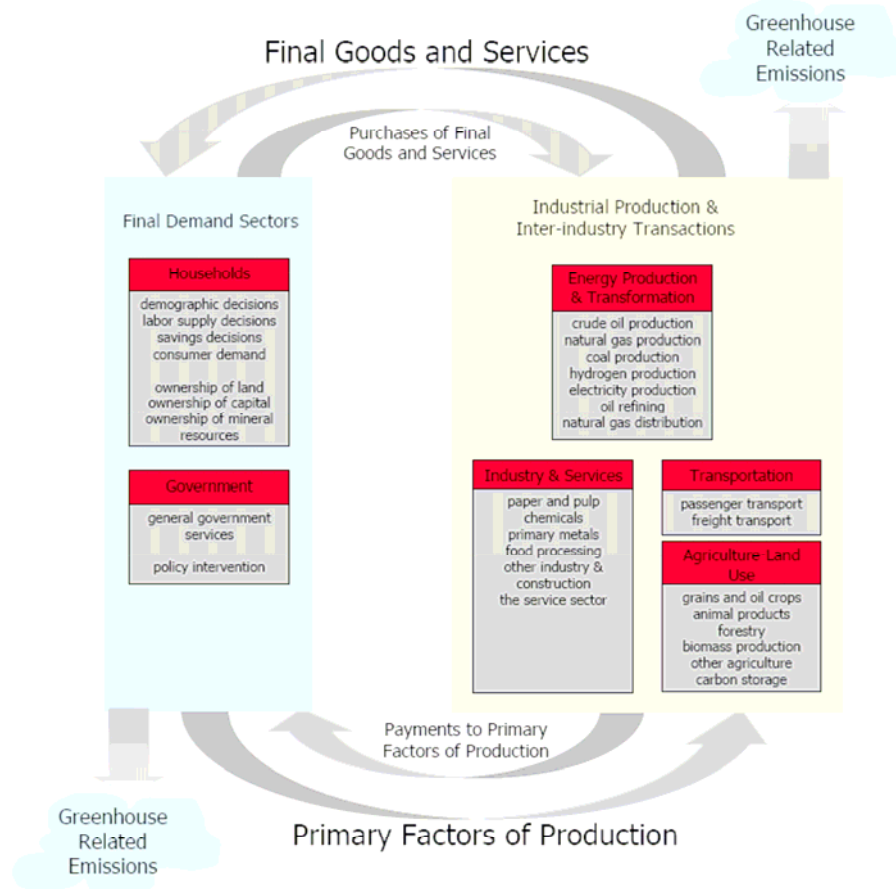 Final Goods and Services
Greenhouse
Related
Emissions
Purchases of Final
Goods and Services
Final Demand Sectors
Households
demographic decisions
labor supply decisions
savings decisions
consumer demand
ownership of land
ownership of capital
ownership of mineral
resources
Government
general government
services
policy intervention
Industrial Production &
Inter-industry Transactions
Energy Production
& Transformation
crude oil production
natural gas production
coal production
hydrogen production
electricity production
oil refining
natural gas distribution
Industry & Services
paper and pulp
chemicals
primary metals
food processing
other industry &
construction
the service sector
Transportation
passenger transport
freight transport
Agriculture-Land
Use
grains and oil crops
animal products
forestry
biomass production
other agriculture
carbon storage
Payments to Primary
Factors of Production
Greenhouse
Related
Emissions
Primary Factors of Production